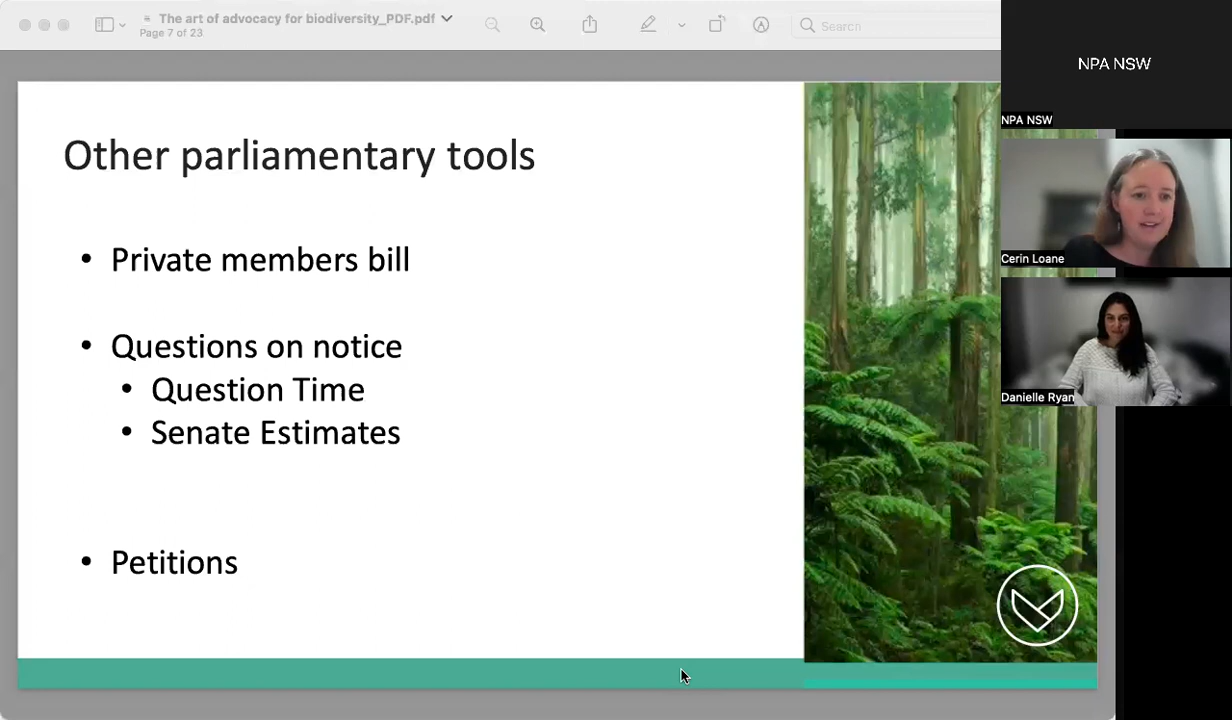 The art of advocacy for biodiversity_PDF.pdf
Page 7 of 23
Search
NPA NSW
NPA NSW
Cerin Loane
Danielle Ryan
Other parliamentary tools
• Private members bill
• Questions on notice
• Question Time
• Senate Estimates
• Petitions